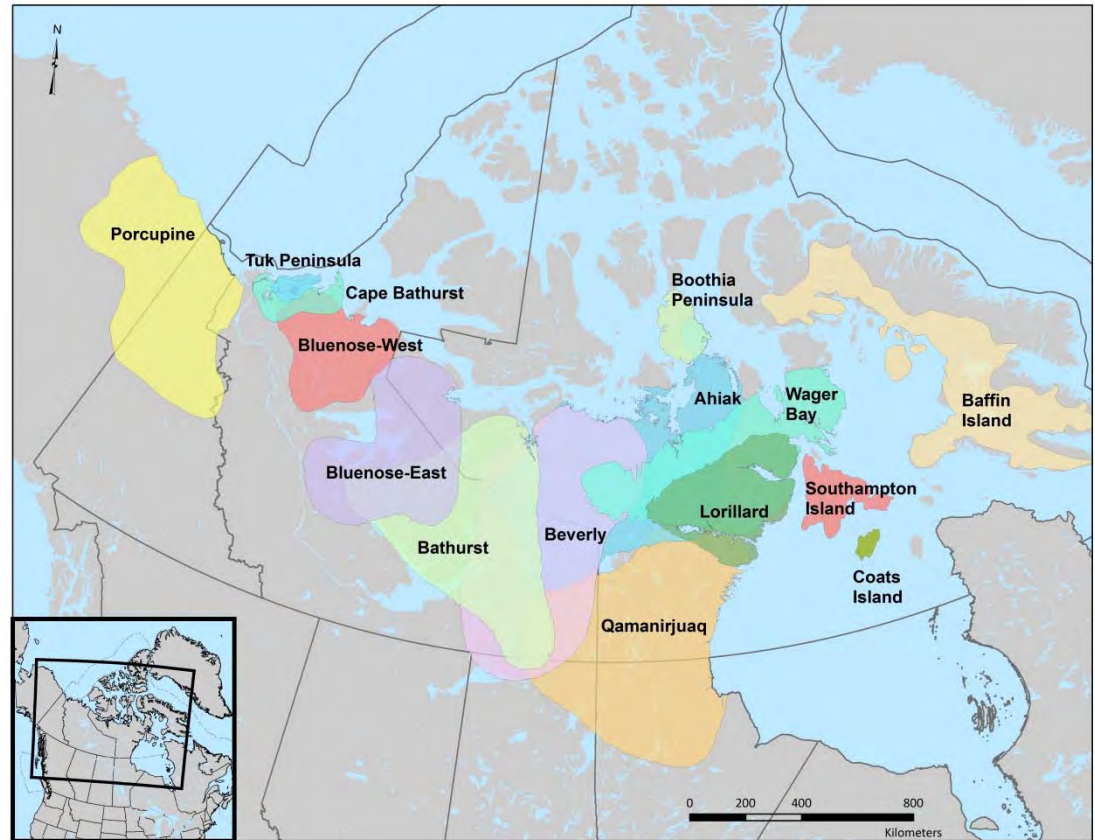 N
Porcupine
Tuk Peninsula
Cape Bathurst
Bluenose-West
Boothia
Peninsula
Ahiak
Wager
Bay
Baffin
Island
Bluenose-East
Southampton
Island
Lorillard
Bathurst
Beverly
Coats
Island
Qamanirjuaq
0 200 400 800
Kilometers